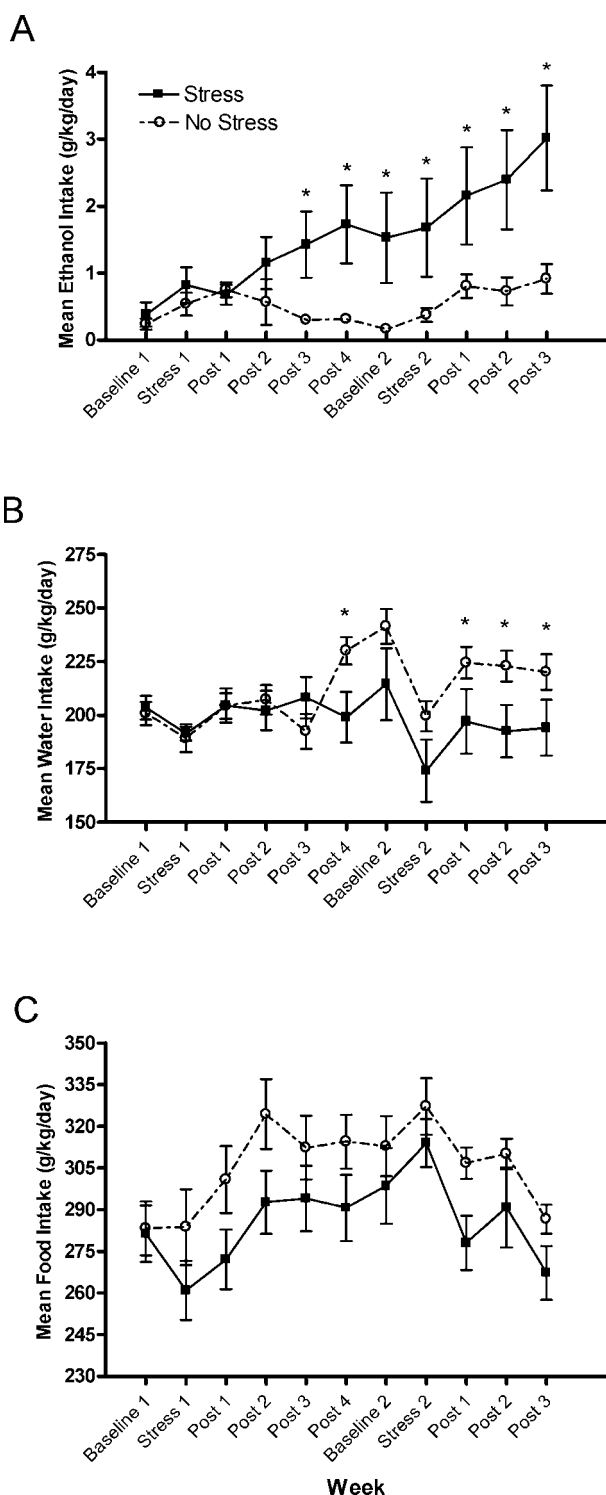 A
Mean Ethanol Intake (g/kg/day)
4
3
2
1
0
Stress
No Stress
* * * * * * *
Baseline 1
Stress 1
Post 1
Post 2
Post 3
Post 4
Baseline 2
Stress 2
Post 1
Post 2
Post 3
B
Mean Water Intake (g/kg/day)
275
250
225
200
175
150
* * * *
Baseline 1
Stress 1
Post 1
Post 2
Post 3
Post 4
Baseline 2
Stress 2
Post 1
Post 2
Post 3
C
Mean Food Intake (g/kg/day)
350
335
320
305
290
275
260
245
230
Baseline 1
Stress 1
Post 1
Post 2
Post 3
Post 4
Baseline 2
Stress 2
Post 1
Post 2
Post 3
Week